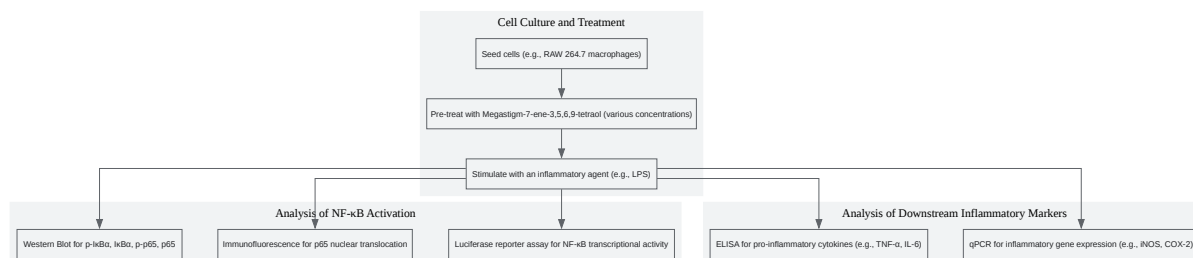 Cell Culture and Treatment
Seed cells (e.g., RAW 264.7 macrophages)
Pre-treat with Megastigm-7-ene-3,5,6,9-tetraol (various concentrations)
Stimulate with an inflammatory agent (e.g., LPS)
Analysis of NF-κB Activation
Analysis of Downstream Inflammatory Markers
Western Blot for p-IκBα, IκBα, p-p65, p65
Immunofluorescence for p65 nuclear translocation
Luciferase reporter assay for NF-κB transcriptional activity
ELISA for pro-inflammatory cytokines (e.g., TNF-α, IL-6)
qPCR for inflammatory gene expression (e.g., iNOS, COX-2)